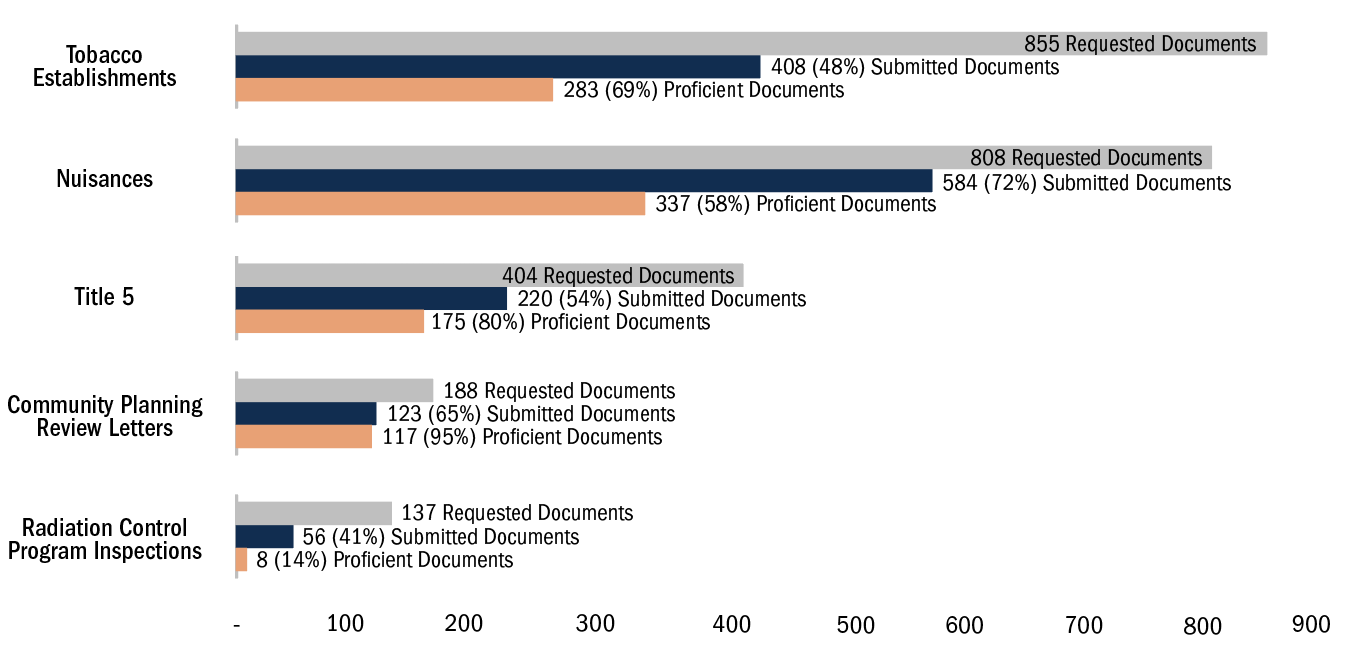 Tobacco
Establishments
855 Requested Documents
408 (48%) Submitted Documents
283 (69%) Proficient Documents
Nuisances
808 Requested Documents
584 (72%) Submitted Documents
337 (58%) Proficient Documents
Title 5
404 Requested Documents
220 (54%) Submitted Documents
175 (80%) Proficient Documents
Community Planning
Review Letters
188 Requested Documents
123 (65%) Submitted Documents
117 (95%) Proficient Documents
Radiation Control
Program Inspections
137 Requested Documents
56 (41%) Submitted Documents
8 (14%) Proficient Documents
- 100 200 300 400 500 600 700 800 900